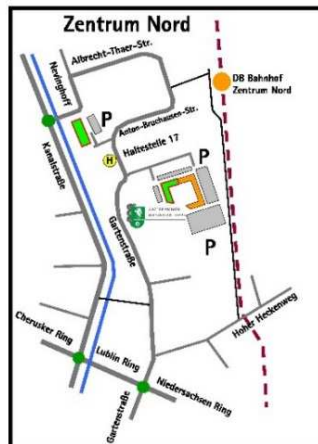 Zentrum Nord
Albrecht-Thaer-Str.
Nevinghoff
DB Bahnhof
Zentrum Nord
P
Anton-Bruchausen-Str.
Kanalstraße
H
Haltestelle 17
P
Gartenstraße
P
Hoher Heckenweg
Cherusker Ring
Lublin Ring
Niedersachsen Ring
Gartenstraße